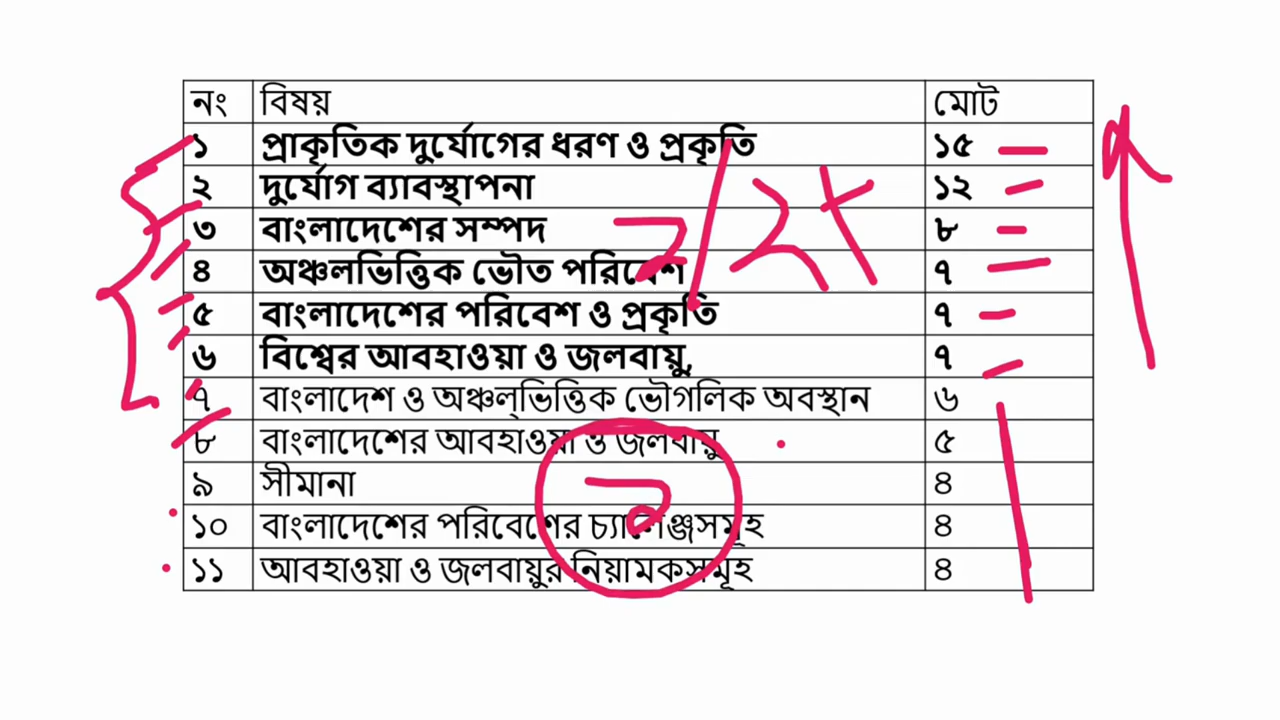 নং বিষয় মোট
১ প্রাকৃতিক দুর্যোগের ধরণ ও প্রকৃতি ১৫
২ দুর্যোগ ব্যাবস্থাপনা ১২
৩ বাংলাদেশের সম্পদ ৮
৪ অঞ্চলভিত্তিক ভৌত পরিবেশ ৭
৫ বাংলাদেশের পরিবেশ ও প্রকৃতি ৭
৬ বিশ্বের আবহাওয়া ও জলবায়ু, ৭
৭ বাংলাদেশ ও অঞ্চল্ভিত্তিক ভৌগলিক অবস্থান ৬
৮ বাংলাদেশের আবহাওয়া ও জলবায়ু ৫
৯ সীমানা ৪
১০ বাংলাদেশের পরিবেশের চ্যালেঞ্জসমূহ ৪
১১ আবহাওয়া ও জলবায়ুর নিয়ামকসমূহ ৪